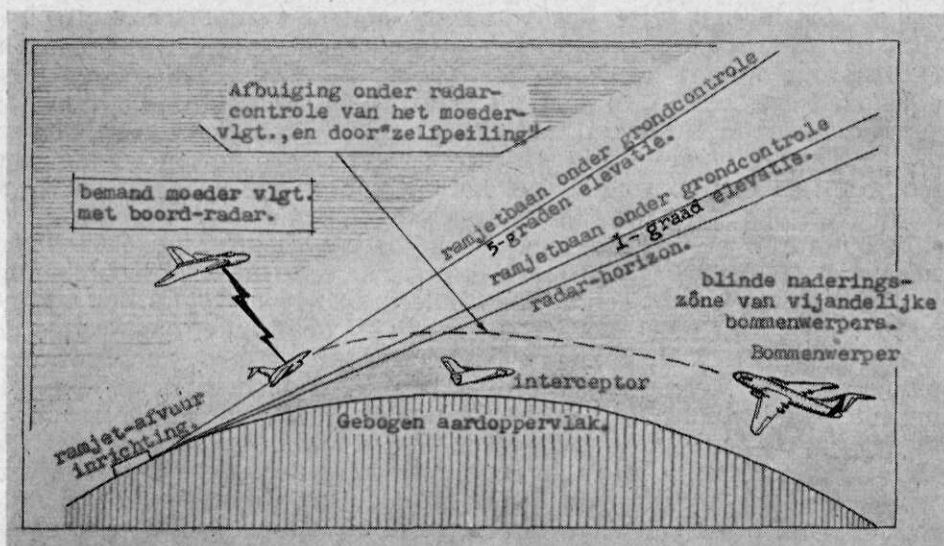 Afbuiging onder radar-
controle van het moeder-
vlgt.,en door"zelfpeiling"
bemand moeder vlgt.
met boord-radar.
ramjetbaan onder grondcontrole
5-graden elevatie.
ramjetbaan onder grondcontrole
1-graad elevatie.
radar-horizon.
blinde naderings-
zône van vijandelijke
bommenwerpers.
Bommenwerper
interceptor
ramjet-afvuur
inrichting.
Gebogen aardoppervlak.